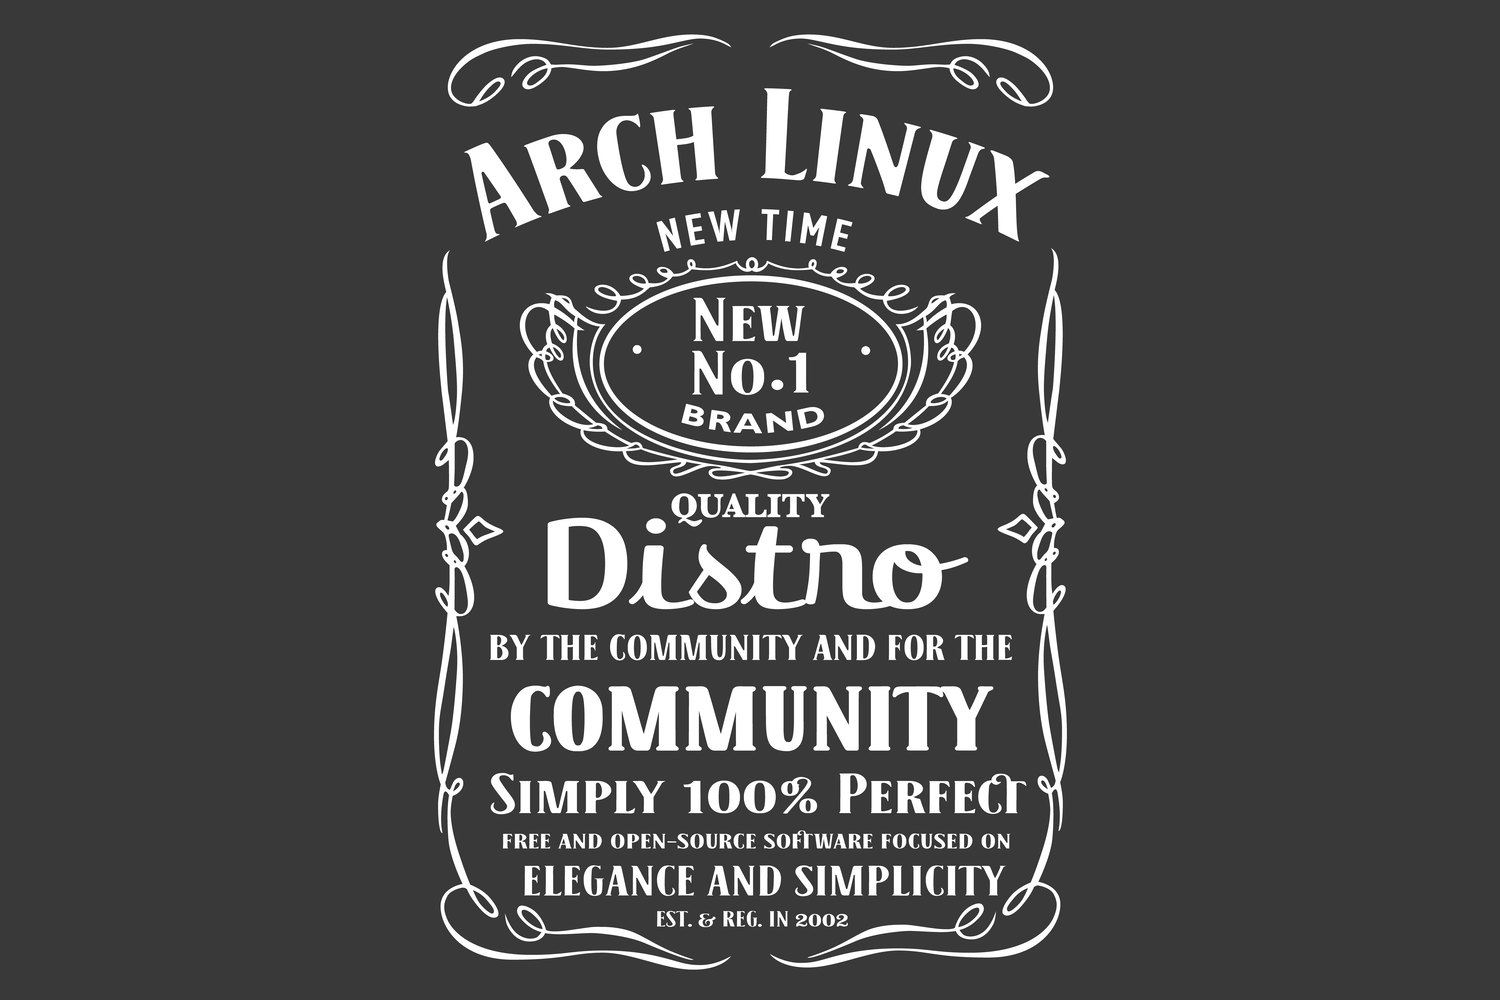 ARCH LINUX
NEW TIME
NEW
NO.1
BRAND
QUALITY
Distro
BY THE COMMUNITY AND FOR THE
COMMUNITY
SIMPLY 100% PERFECT
FREE AND OPEN-SOURCE SOFTWARE FOCUSED ON
ELEGANCE AND SIMPLICITY
EST. & REG. IN 2002